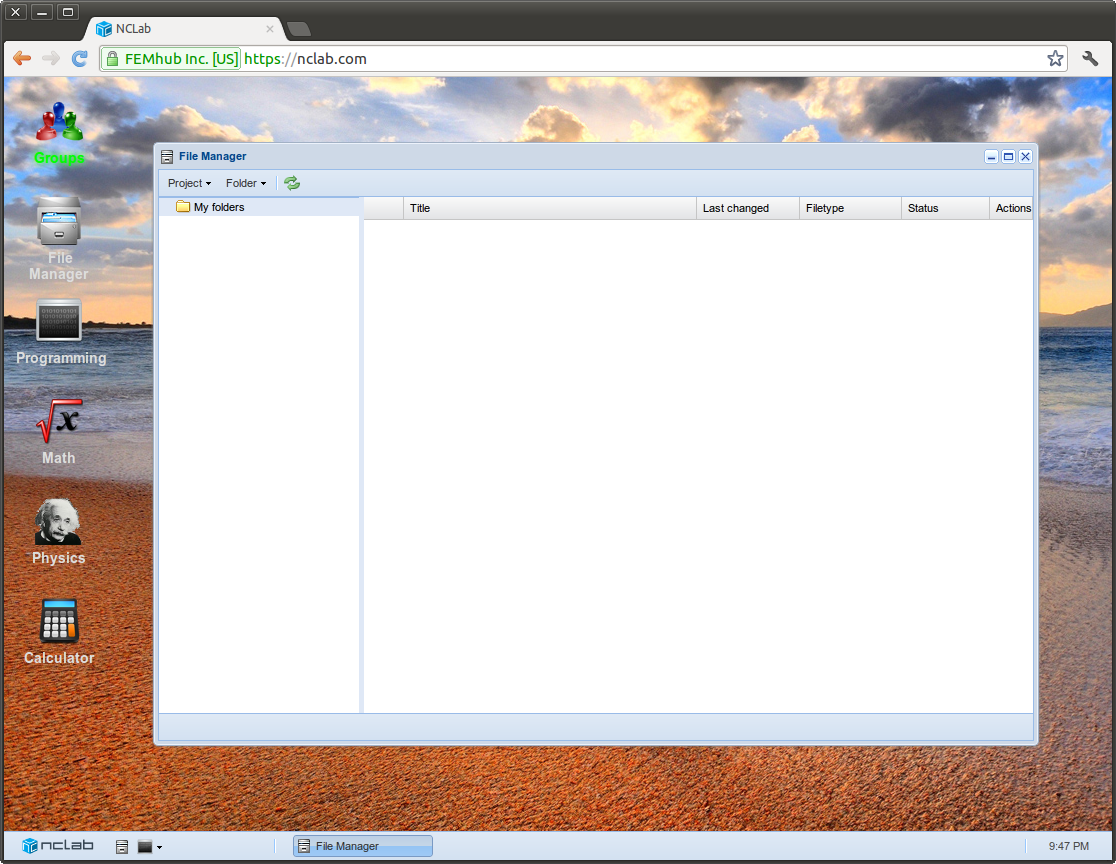 NCLab
FEMhub Inc. [US] https://nclab.com
Groups
File Manager
Project Folder
My folders
Title Last changed Filetype Status Actions
File
Manager
Programming
x
Math
Physics
Calculator
nclab File Manager 9:47 PM